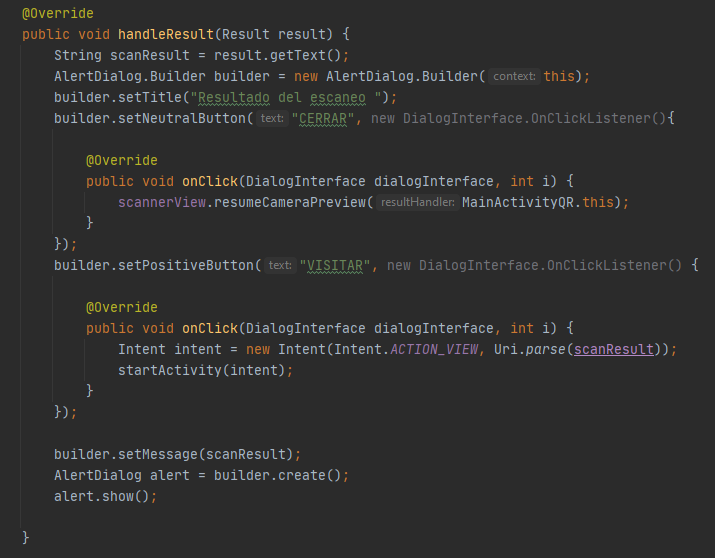 @Override
public void handleResult(Result result) {
String scanResult = result.getText();
AlertDialog.Builder builder = new AlertDialog.Builder( context: this);
builder.setTitle("Resultado del escaneo ");
builder.setNeutralButton( text: "CERRAR", new DialogInterface.OnClickListener(){
@Override
public void onClick(DialogInterface dialogInterface, int i) {
scannerView.resumeCameraPreview( resultHandler: MainActivityQR.this);
}
});
builder.setPositiveButton( text: "VISITAR", new DialogInterface.OnClickListener() {
@Override
public void onClick(DialogInterface dialogInterface, int i) {
Intent intent = new Intent(Intent.ACTION_VIEW, Uri.parse(scanResult));
startActivity(intent);
}
});
builder.setMessage(scanResult);
AlertDialog alert = builder.create();
alert.show();
}